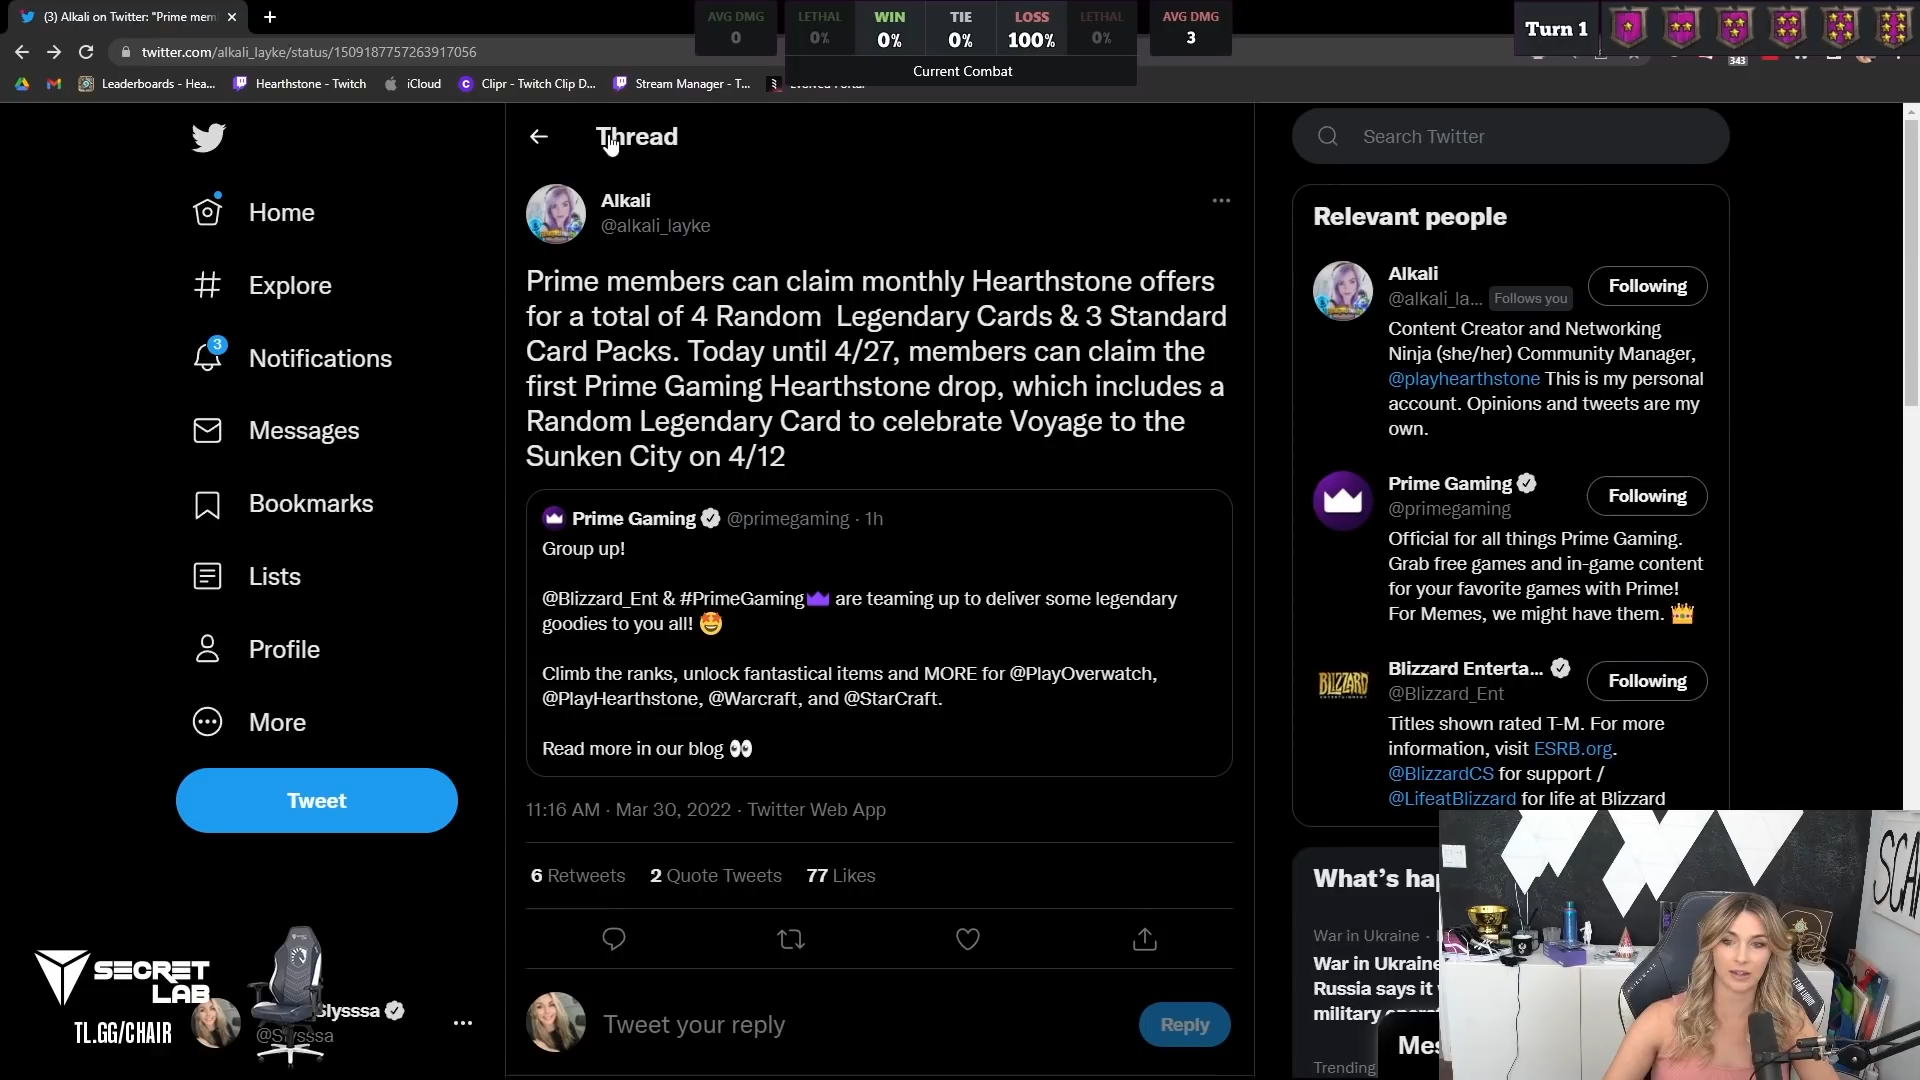 (3) Alkali on Twitter: "Prime mem
AVG DMG
0
LETHAL
0%
WIN
0%
TIE
0%
LOSS
100%
LETHAL
0%
AVG DMG
3
Current Combat
Turn 1
twitter.com/alkali_layke/status/1509187757263917056
343
Leaderboards - Hea...
Hearthstone - Twitch
iCloud
Clipr - Twitch Clip D...
Stream Manager - T...
Thread
Search Twitter
Home
Explore
3
Notifications
Messages
Bookmarks
Lists
Profile
More
Tweet
Alkali
@alkali_layke
Prime members can claim monthly Hearthstone offers
for a total of 4 Random Legendary Cards & 3 Standard
Card Packs. Today until 4/27, members can claim the
first Prime Gaming Hearthstone drop, which includes a
Random Legendary Card to celebrate Voyage to the
Sunken City on 4/12
Prime Gaming @primegaming · 1h
Group up!
@Blizzard_Ent & #PrimeGaming are teaming up to deliver some legendary
goodies to you all! 🤩
Climb the ranks, unlock fantastical items and MORE for @PlayOverwatch,
@PlayHearthstone, @Warcraft, and @StarCraft.
Read more in our blog 👀
11:16 AM · Mar 30, 2022 · Twitter Web App
6 Retweets 2 Quote Tweets 77 Likes
Tweet your reply
Reply
Relevant people
Alkali
@alkali_la... Follows you
Following
Content Creator and Networking
Ninja (she/her) Community Manager,
@playhearthstone This is my personal
account. Opinions and tweets are my
own.
Prime Gaming
@primegaming
Following
Official for all things Prime Gaming.
Grab free games and in-game content
for your favorite games with Prime!
For Memes, we might have them. 👑
BLIZZARD
Blizzard Enterta...
@Blizzard_Ent
Following
Titles shown rated T-M. For more
information, visit ESRB.org.
@BlizzardCS for support /
@LifeatBlizzard for life at Blizzard
What's hap
War in Ukraine ·
War in Ukraine
Russia says it
military
Trending
Mes
SECRET
LAB
TL.GG/CHAIR
Slysssa
@Slysssa
SCAR
TEAM LIQUID